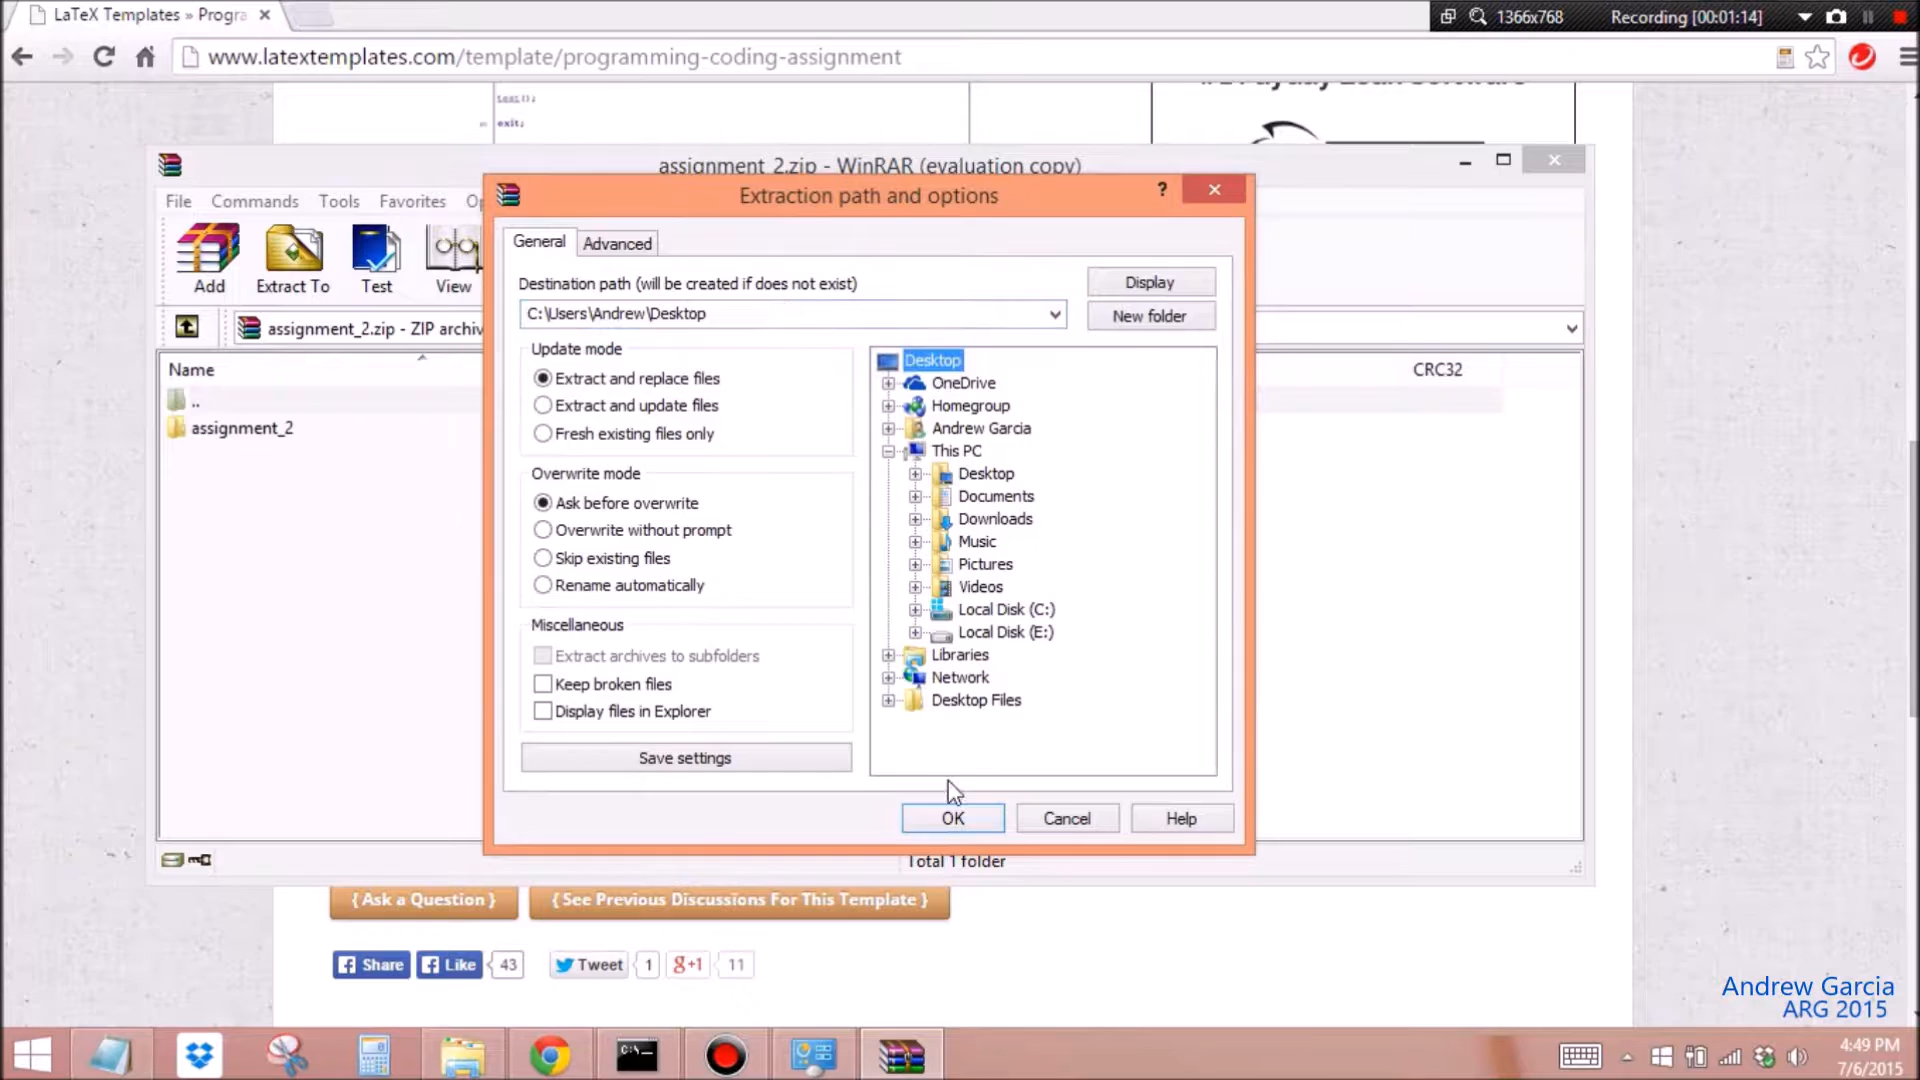 LaTeX Templates » Progra
1366x768
Recording [00:01:14]
www.latextemplates.com/template/programming-coding-assignment
exit;
assignment_2.zip - WinRAR (evaluation copy)
Extraction path and options
?
File Commands Tools Favorites Op
Add
Extract To
Test
View
General
Advanced
Destination path (will be created if does not exist)
Display
C:\Users\Andrew\Desktop
New folder
assignment_2.zip - ZIP archiv
Update mode
Extract and replace files
Extract and update files
Fresh existing files only
Overwrite mode
Ask before overwrite
Overwrite without prompt
Skip existing files
Rename automatically
Miscellaneous
Extract archives to subfolders
Keep broken files
Display files in Explorer
Save settings
Desktop
OneDrive
Homegroup
Andrew Garcia
This PC
Desktop
Documents
Downloads
Music
Pictures
Videos
Local Disk (C:)
Local Disk (E:)
Libraries
Network
Desktop Files
OK
Cancel
Help
Name
CRC32
..
assignment_2
Total 1 folder
{ Ask a Question }
{ See Previous Discussions For This Template }
Share
Like
43
Tweet
1
g+1
11
Andrew Garcia
ARG 2015
C:\_
4:49 PM
7/6/2015